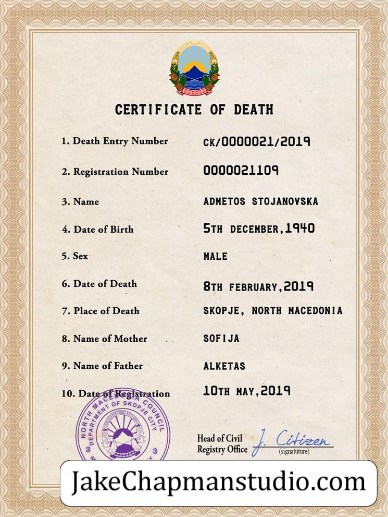 CERTIFICATE OF DEATH
1. Death Entry Number CK/0000021/2019
2. Registration Number 0000021109
3. Name ADMETOS STOJANOVSKA
4. Date of Birth 5TH DECEMBER,1940
5. Sex MALE
6. Date of Death 8TH FEBRUARY,2019
7. Place of Death SKOPJE, NORTH MACEDONIA
8. Name of Mother SOFIJA
9. Name of Father ALKETAS
10. Date of Registration 10TH MAY,2019
NORTH MACEDONIA COUNCIL
DEPARTMENT OF SKOPJE CITY
3
Head of Civil
Registry Office J. Citizen
(signature)
JakeChapmanstudio.com